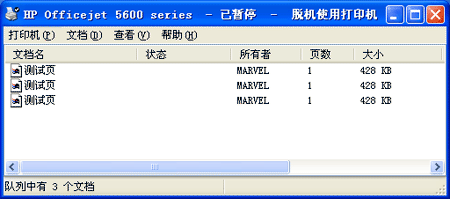 HP Officejet 5600 series - 已暂停 - 脱机使用打印机
打印机(P) 文档(D) 查看(V) 帮助(H)
文档名 状态 所有者 页数 大小
测试页 MARVEL 1 428 KB
测试页 MARVEL 1 428 KB
测试页 MARVEL 1 428 KB
队列中有 3 个文档